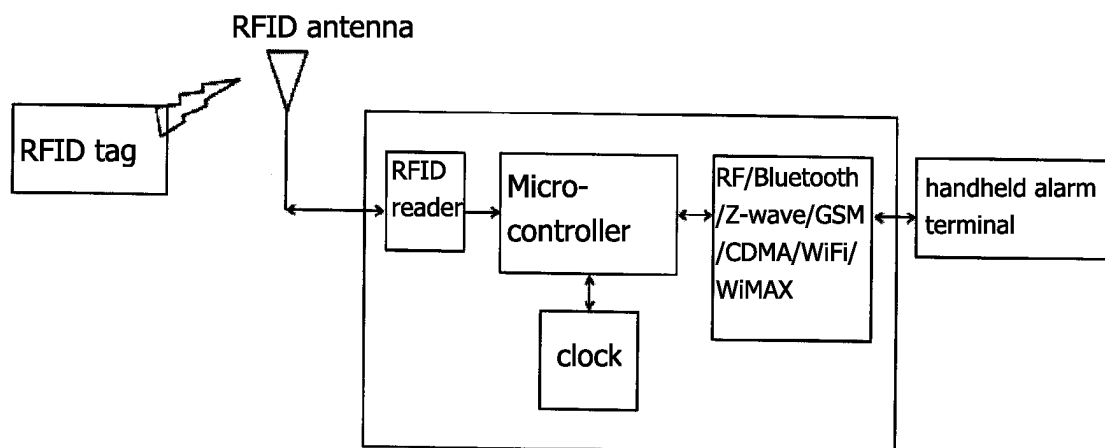 RFID antenna
RFID tag
RFID
reader
Micro-
controller
RF/Bluetooth
/Z-wave/GSM
/CDMA/WiFi/
WiMAX
handheld alarm
terminal
clock